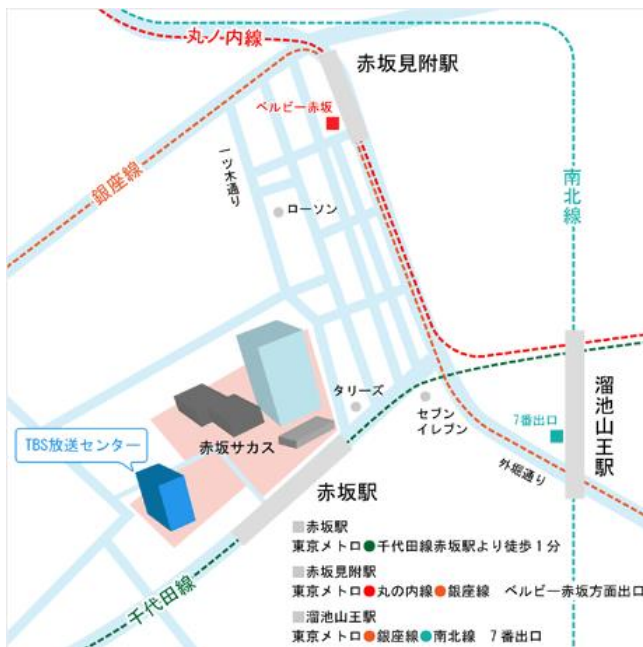 丸ノ内線
赤坂見附駅
ベルビー赤坂
一ツ木通り
銀座線
ローソン
南北線
タリーズ
セブン
イレブン
7番出口
溜池山王駅
外堀通り
赤坂サカス
TBS放送センター
赤坂駅
千代田線
赤坂駅
東京メトロ●千代田線赤坂駅より徒歩1分
赤坂見附駅
東京メトロ●丸の内線●銀座線 ベルビー赤坂方面出口
溜池山王駅
東京メトロ●銀座線●南北線 7番出口